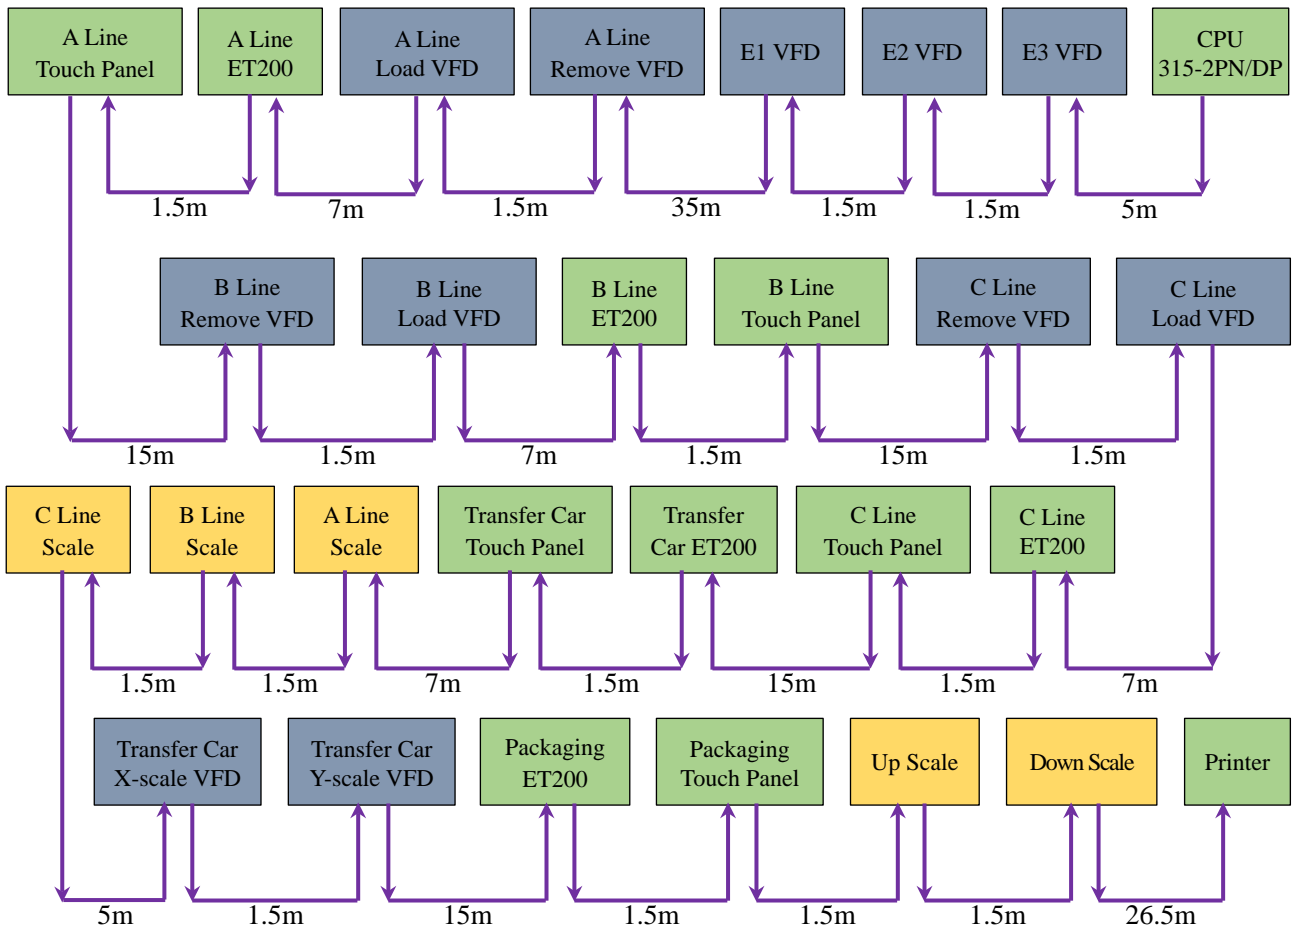 A Line
Touch Panel
A Line
ET200
A Line
Load VFD
A Line
Remove VFD
E1 VFD
E2 VFD
E3 VFD
CPU
315-2PN/DP
1.5m
7m
1.5m
35m
1.5m
1.5m
5m
B Line
Remove VFD
B Line
Load VFD
B Line
ET200
B Line
Touch Panel
C Line
Remove VFD
C Line
Load VFD
15m
1.5m
7m
1.5m
15m
1.5m
C Line
Scale
B Line
Scale
A Line
Scale
Transfer Car
Touch Panel
Transfer
Car ET200
C Line
Touch Panel
C Line
ET200
1.5m
1.5m
7m
1.5m
15m
1.5m
7m
Transfer Car
X-scale VFD
Transfer Car
Y-scale VFD
Packaging
ET200
Packaging
Touch Panel
Up Scale
Down Scale
Printer
5m
1.5m
15m
1.5m
1.5m
1.5m
26.5m